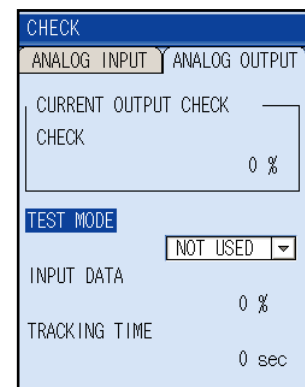 CHECK
ANALOG INPUT ANALOG OUTPUT
CURRENT OUTPUT CHECK
CHECK
0 %
TEST MODE
NOT USED
INPUT DATA
0 %
TRACKING TIME
0 sec